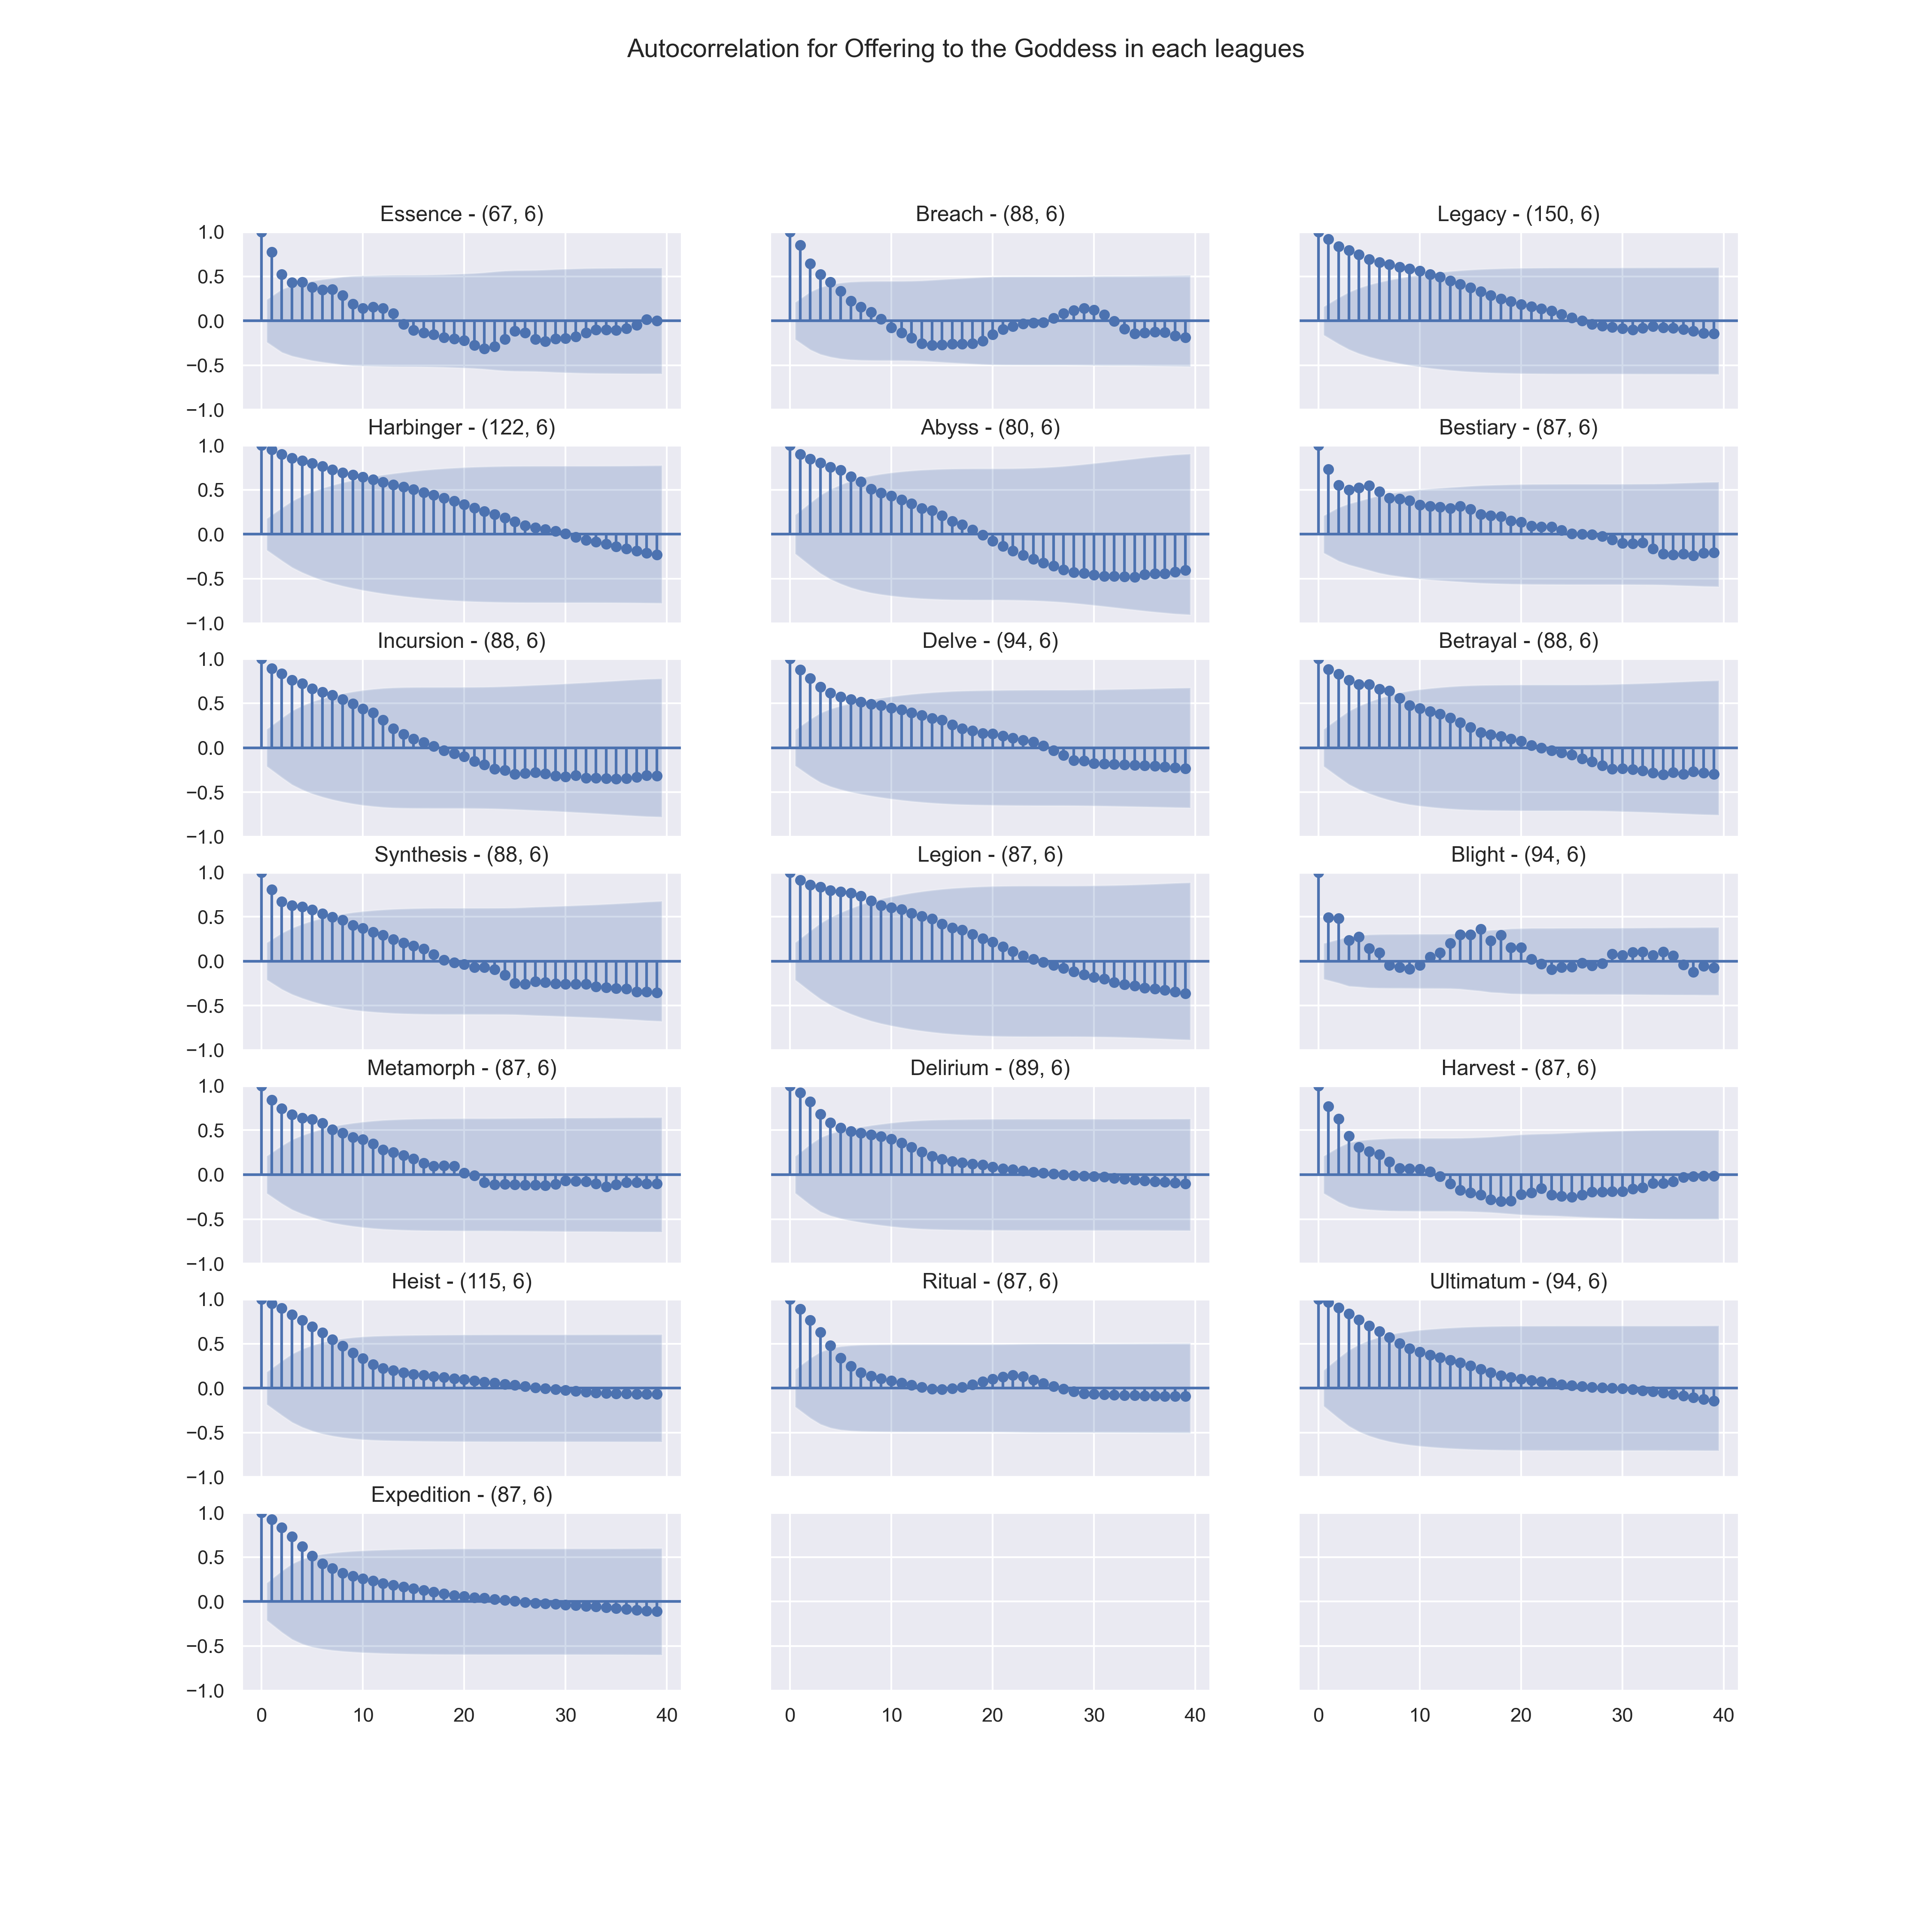 Autocorrelation for Offering to the Goddess in each leagues
Essence - (67, 6)
Breach - (88, 6)
Legacy - (150, 6)
1.0
0.5
0.0
−0.5
−1.0
Harbinger - (122, 6)
Abyss - (80, 6)
Bestiary - (87, 6)
1.0
0.5
0.0
−0.5
−1.0
Incursion - (88, 6)
Delve - (94, 6)
Betrayal - (88, 6)
1.0
0.5
0.0
−0.5
−1.0
Synthesis - (88, 6)
Legion - (87, 6)
Blight - (94, 6)
1.0
0.5
0.0
−0.5
−1.0
Metamorph - (87, 6)
Delirium - (89, 6)
Harvest - (87, 6)
1.0
0.5
0.0
−0.5
−1.0
Heist - (115, 6)
Ritual - (87, 6)
Ultimatum - (94, 6)
1.0
0.5
0.0
−0.5
−1.0
Expedition - (87, 6)
1.0
0.5
0.0
−0.5
−1.0
0 10 20 30 40
0 10 20 30 40
0 10 20 30 40